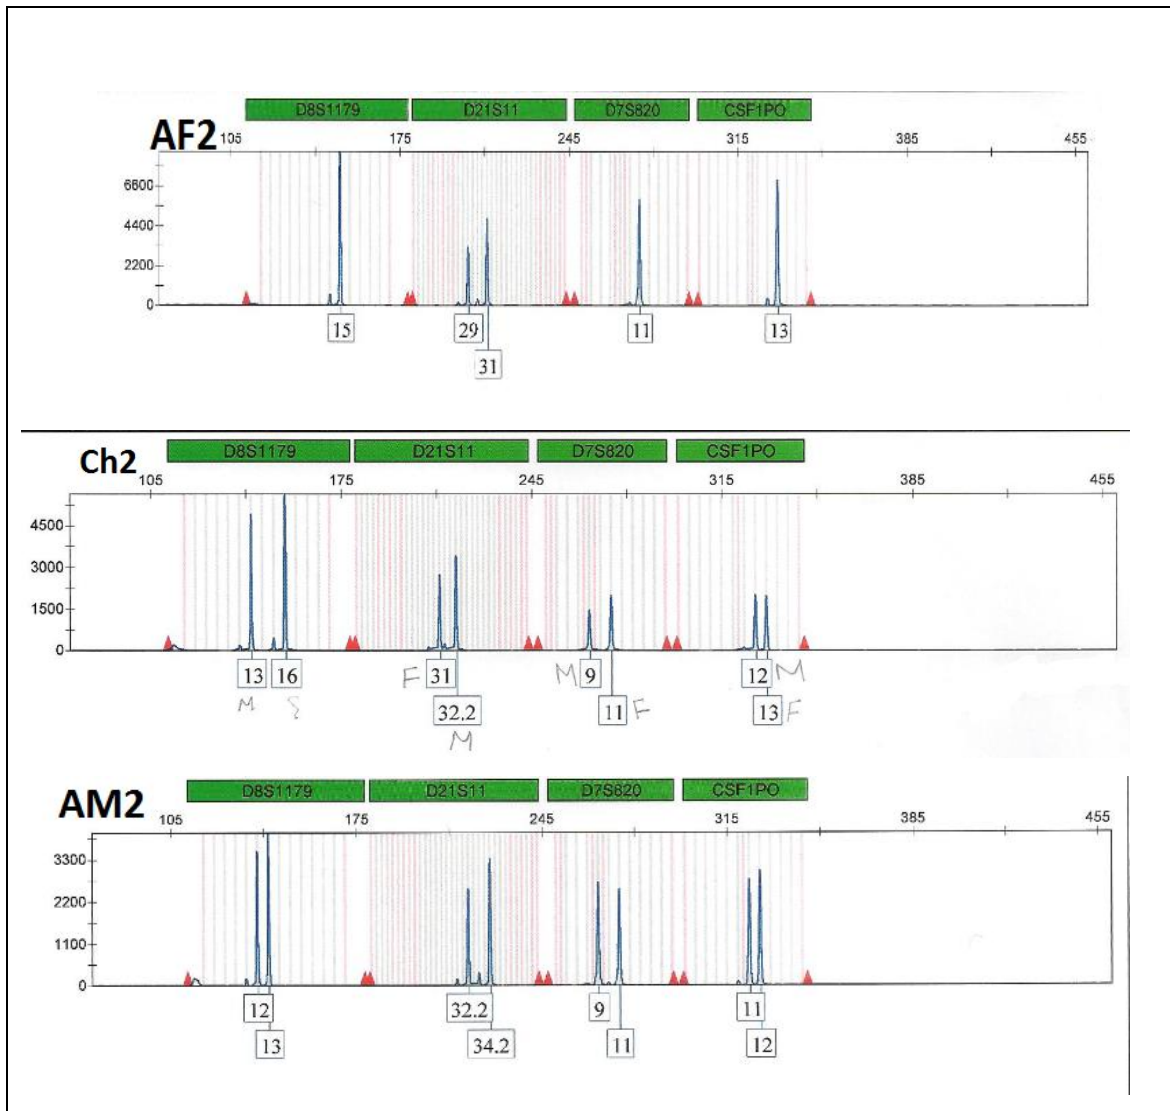 D8S1179 D21S11 D7S820 CSF1PO
AF2
105 175 245 315 385 455
6600
4400
2200
0
15 29 11 13
31
D8S1179 D21S11 D7S820 CSF1PO
Ch2
105 175 245 315 385 455
4500
3000
1500
0
13 16 F 31 M 9 12 M
M 32.2 11 F 13 F
M
D8S1179 D21S11 D7S820 CSF1PO
AM2
105 175 245 315 385 455
3300
2200
1100
0
12 32.2 9 11
13 34.2 11 12